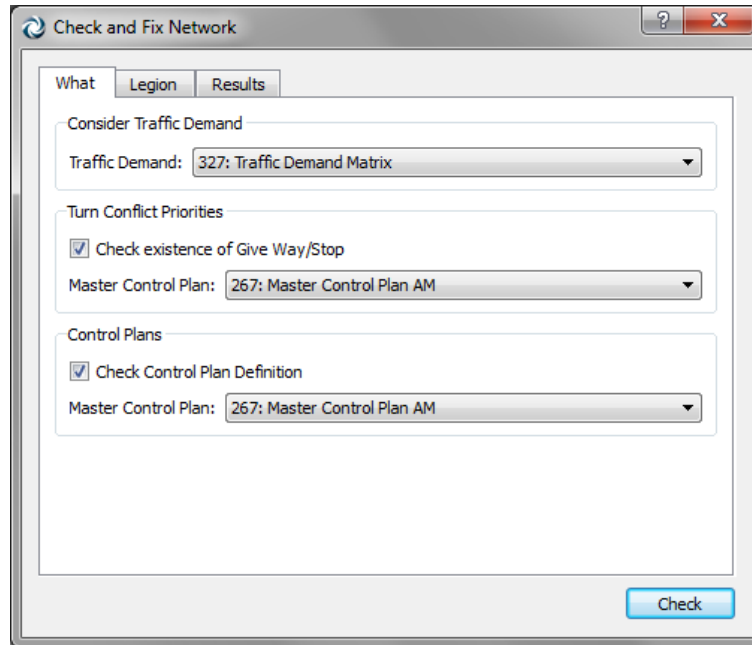 Check and Fix Network
?
X
What
Legion
Results
Consider Traffic Demand
Traffic Demand: 327: Traffic Demand Matrix
Turn Conflict Priorities
Check existence of Give Way/Stop
Master Control Plan: 267: Master Control Plan AM
Control Plans
Check Control Plan Definition
Master Control Plan: 267: Master Control Plan AM
Check